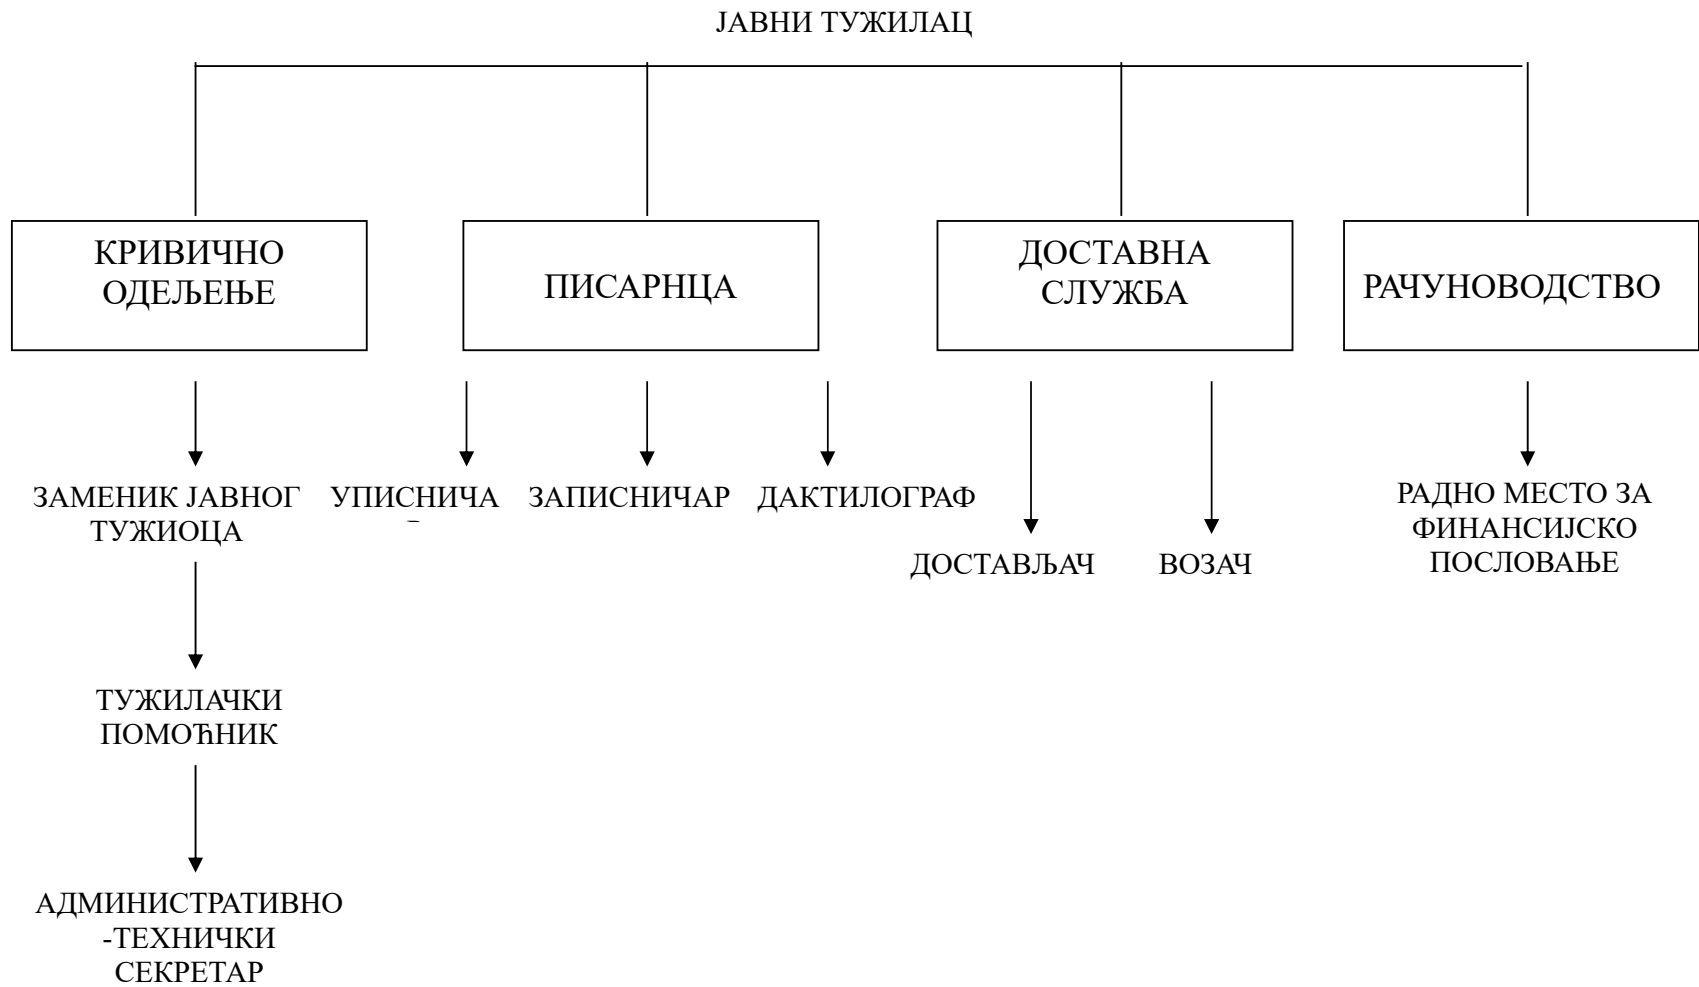 ЈАВНИ ТУЖИЛАЦ
КРИВИЧНО
ОДЕЉЕЊЕ
ПИСАРНЦА
ДОСТАВНА
СЛУЖБА
РАЧУНОВОДСТВО
ЗАМЕНИК ЈАВНОГ
ТУЖИОЦА
УПИСНИЧА
ЗАПИСНИЧАР
ДАКТИЛОГРАФ
ДОСТАВЉАЧ
ВОЗАЧ
РАДНО МЕСТО ЗА
ФИНАНСИЈСКО
ПОСЛОВАЊЕ
ТУЖИЛАЧКИ
ПОМОЋНИК
АДМИНИСТРАТИВНО
-ТЕХНИЧКИ
СЕКРЕТАР